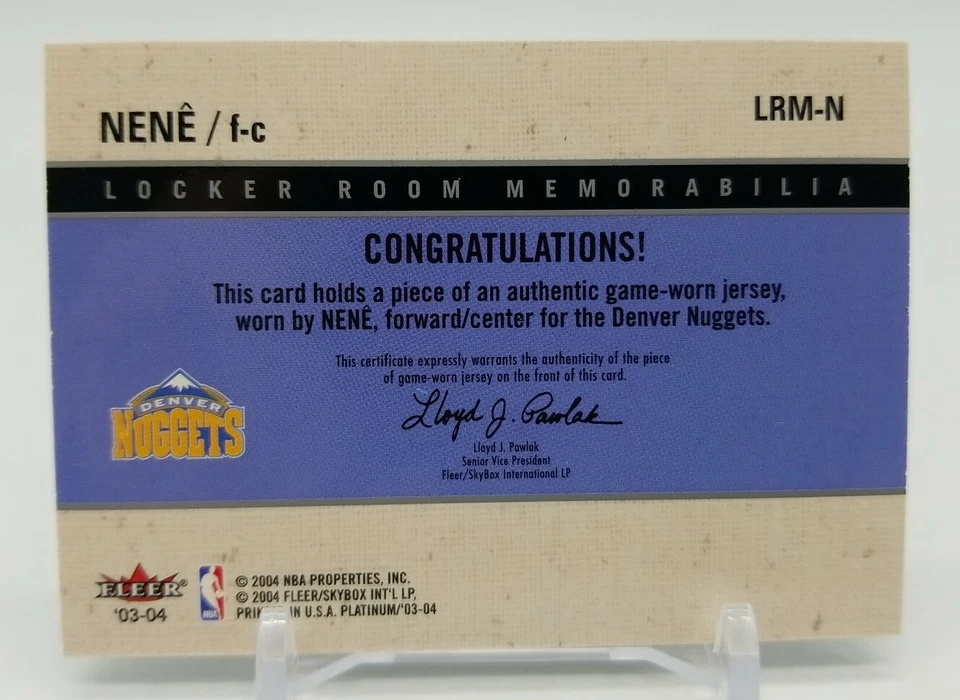 NENÊ / f-c
LRM-N
LOCKER ROOM MEMORABILIA
CONGRATULATIONS!
This card holds a piece of an authentic game-worn jersey,
worn by NENÊ, forward/center for the Denver Nuggets.
This certificate expressly warrants the authenticity of the piece
of game-worn jersey on the front of this card.
Lloyd J. Pawlak
Lloyd J. Pawlak
Senior Vice President
Fleer/SkyBox International LP
DENVER
NUGGETS
FLEER®
'03-04
NBA
© 2004 NBA PROPERTIES, INC.
© 2004 FLEER/SKYBOX INT'L LP,
IN U.S.A. PLATINUM/'03-04